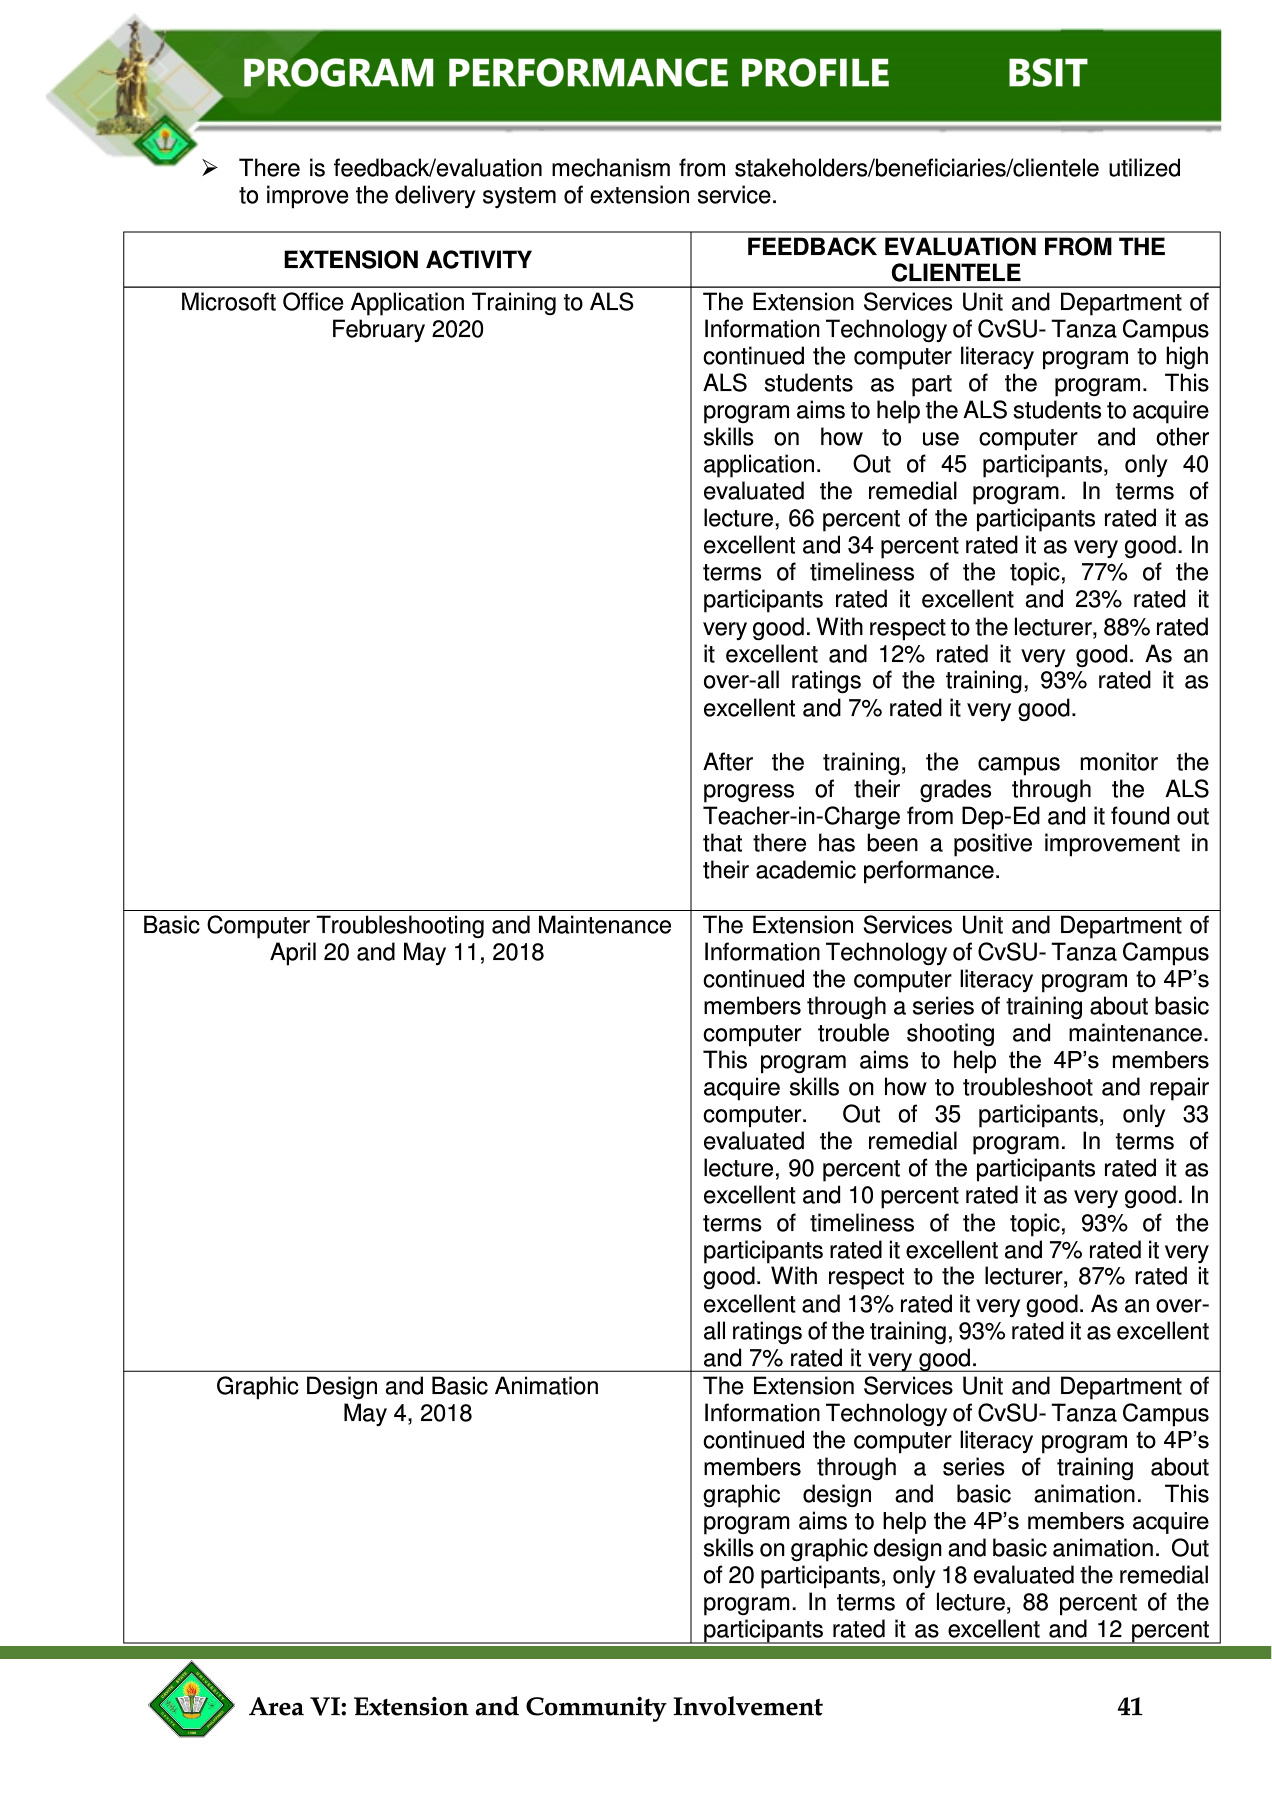 PROGRAM PERFORMANCE PROFILE BSIT
➢ There is feedback/evaluation mechanism from stakeholders/beneficiaries/clientele utilized
to improve the delivery system of extension service.
EXTENSION ACTIVITY
FEEDBACK EVALUATION FROM THE
CLIENTELE
Microsoft Office Application Training to ALS
February 2020
The Extension Services Unit and Department of
Information Technology of CvSU- Tanza Campus
continued the computer literacy program to high
ALS students as part of the program. This
program aims to help the ALS students to acquire
skills on how to use computer and other
application. Out of 45 participants, only 40
evaluated the remedial program. In terms of
lecture, 66 percent of the participants rated it as
excellent and 34 percent rated it as very good. In
terms of timeliness of the topic, 77% of the
participants rated it excellent and 23% rated it
very good. With respect to the lecturer, 88% rated
it excellent and 12% rated it very good. As an
over-all ratings of the training, 93% rated it as
excellent and 7% rated it very good.
After the training, the campus monitor the
progress of their grades through the ALS
Teacher-in-Charge from Dep-Ed and it found out
that there has been a positive improvement in
their academic performance.
Basic Computer Troubleshooting and Maintenance
April 20 and May 11, 2018
The Extension Services Unit and Department of
Information Technology of CvSU- Tanza Campus
continued the computer literacy program to 4P’s
members through a series of training about basic
computer trouble shooting and maintenance.
This program aims to help the 4P’s members
acquire skills on how to troubleshoot and repair
computer. Out of 35 participants, only 33
evaluated the remedial program. In terms of
lecture, 90 percent of the participants rated it as
excellent and 10 percent rated it as very good. In
terms of timeliness of the topic, 93% of the
participants rated it excellent and 7% rated it very
good. With respect to the lecturer, 87% rated it
excellent and 13% rated it very good. As an over-
all ratings of the training, 93% rated it as excellent
and 7% rated it very good.
Graphic Design and Basic Animation
May 4, 2018
The Extension Services Unit and Department of
Information Technology of CvSU- Tanza Campus
continued the computer literacy program to 4P’s
members through a series of training about
graphic design and basic animation. This
program aims to help the 4P’s members acquire
skills on graphic design and basic animation. Out
of 20 participants, only 18 evaluated the remedial
program. In terms of lecture, 88 percent of the
participants rated it as excellent and 12 percent
Area VI: Extension and Community Involvement 41